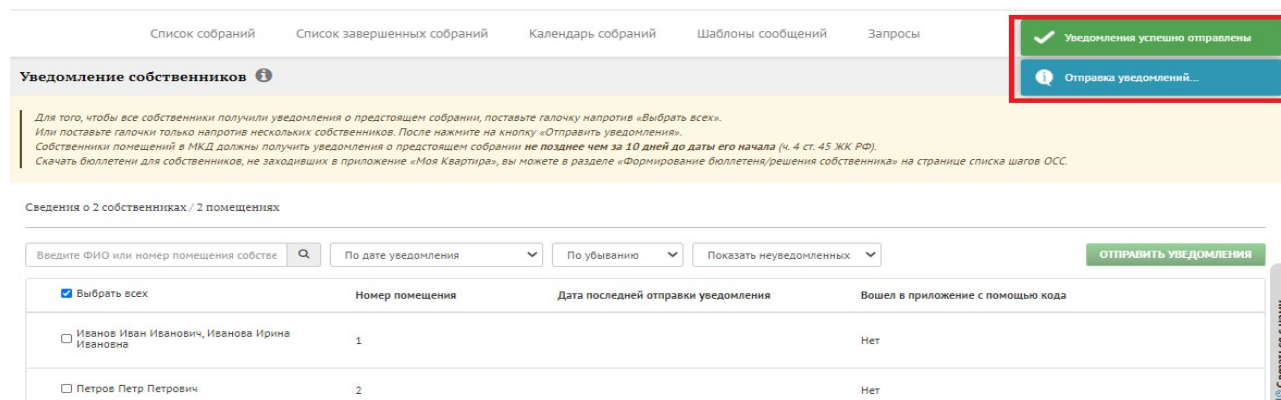 Список собраний Список завершенных собраний Календарь собраний Шаблоны сообщений Запросы
Уведомления успешно отправлены
Отправка уведомлений...
Уведомление собственников
Для того, чтобы все собственники получили уведомления о предстоящем собрании, поставьте галочку напротив «Выбрать всех».
Или поставьте галочки только напротив нескольких собственников. После нажмите на кнопку «Отправить уведомления».
Собственники помещений в МКД должны получить уведомления о предстоящем собрании не позднее чем за 10 дней до даты его начала (ч. 4 ст. 45 ЖК РФ).
Скачать бюллетени для собственников, не заходивших в приложение «Моя Квартира», вы можете в разделе «Формирование бюллетеня/решения собственника» на странице списка шагов ОСС.
Сведения о 2 собственниках / 2 помещениях
Введите ФИО или номер помещения собстве По дате уведомления По убыванию Показать неуведомленных ОТПРАВИТЬ УВЕДОМЛЕНИЯ
Выбрать всех Номер помещения Дата последней отправки уведомления Вошел в приложение с помощью кода
Иванов Иван Иванович, Иванова Ирина
Ивановна 1 Нет
Петров Петр Петрович 2 Нет